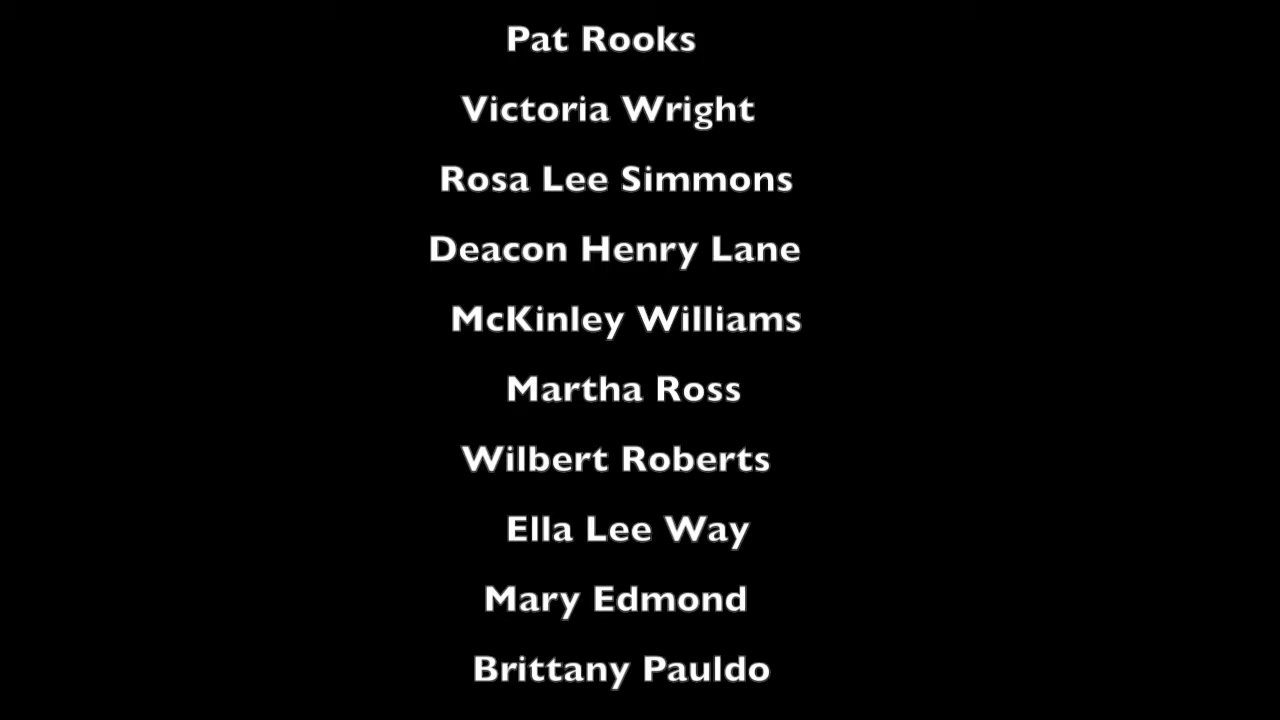 Pat Rooks
Victoria Wright
Rosa Lee Simmons
Deacon Henry Lane
McKinley Williams
Martha Ross
Wilbert Roberts
Ella Lee Way
Mary Edmond
Brittany Pauldo